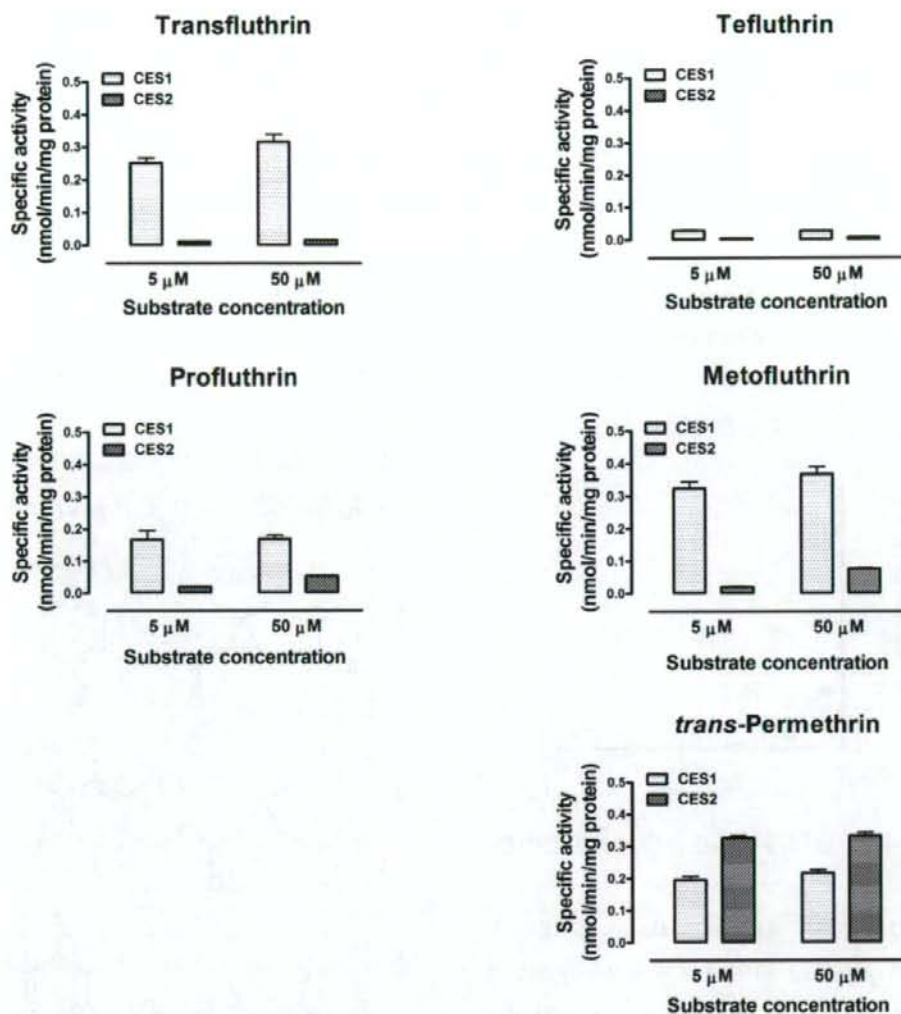 Transfluthrin
Specific activity
(nmol/min/mg protein)
0.5
0.4
0.3
0.2
0.1
0.0
CES1
CES2
5 μM
50 μM
Substrate concentration
Tefluthrin
Specific activity
(nmol/min/mg protein)
0.5
0.4
0.3
0.2
0.1
0.0
CES1
CES2
5 μM
50 μM
Substrate concentration
Profluthrin
Specific activity
(nmol/min/mg protein)
0.5
0.4
0.3
0.2
0.1
0.0
CES1
CES2
5 μM
50 μM
Substrate concentration
Metofluthrin
Specific activity
(nmol/min/mg protein)
0.5
0.4
0.3
0.2
0.1
0.0
CES1
CES2
5 μM
50 μM
Substrate concentration
trans-Permethrin
Specific activity
(nmol/min/mg protein)
0.5
0.4
0.3
0.2
0.1
0.0
CES1
CES2
5 μM
50 μM
Substrate concentration